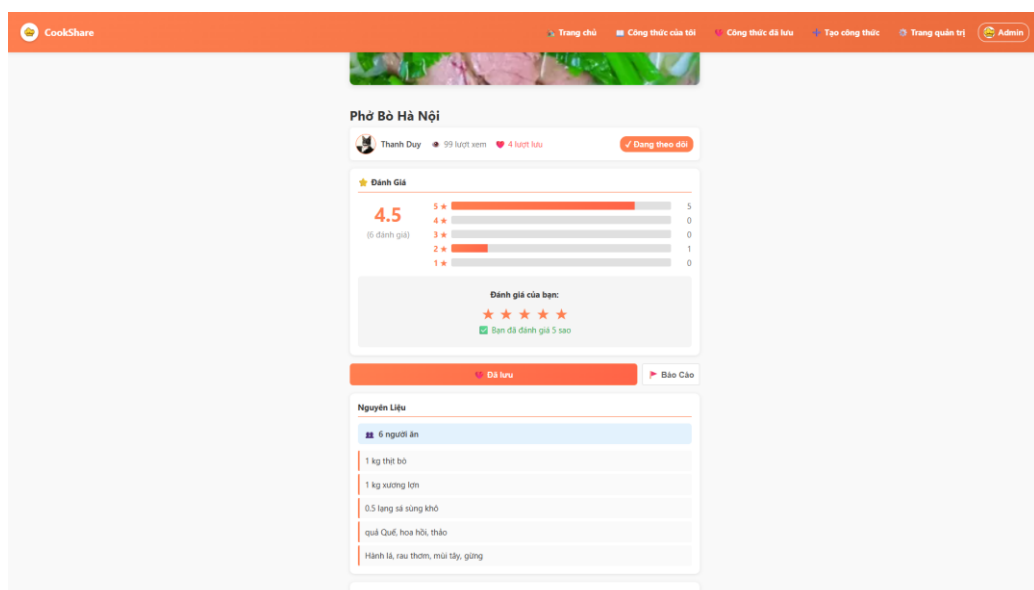 CookShare Trang chủ Công thức của tôi Công thức đã lưu Tạo công thức Trang quản trị Admin
Phở Bò Hà Nội
Thanh Duy 99 lượt xem 4 lượt lưu ✓ Đang theo dõi
Đánh Giá
4.5
(6 đánh giá)
5 ★ 5
4 ★ 0
3 ★ 0
2 ★ 1
1 ★ 0
Đánh giá của bạn:
★ ★ ★ ★ ★
Bạn đã đánh giá 5 sao
Đã lưu Báo Cáo
Nguyên Liệu
6 người ăn
1 kg thịt bò
1 kg xương lợn
0.5 lạng sá sùng khô
quả Quế, hoa hồi, thảo
Hành lá, rau thơm, mùi tây, gừng